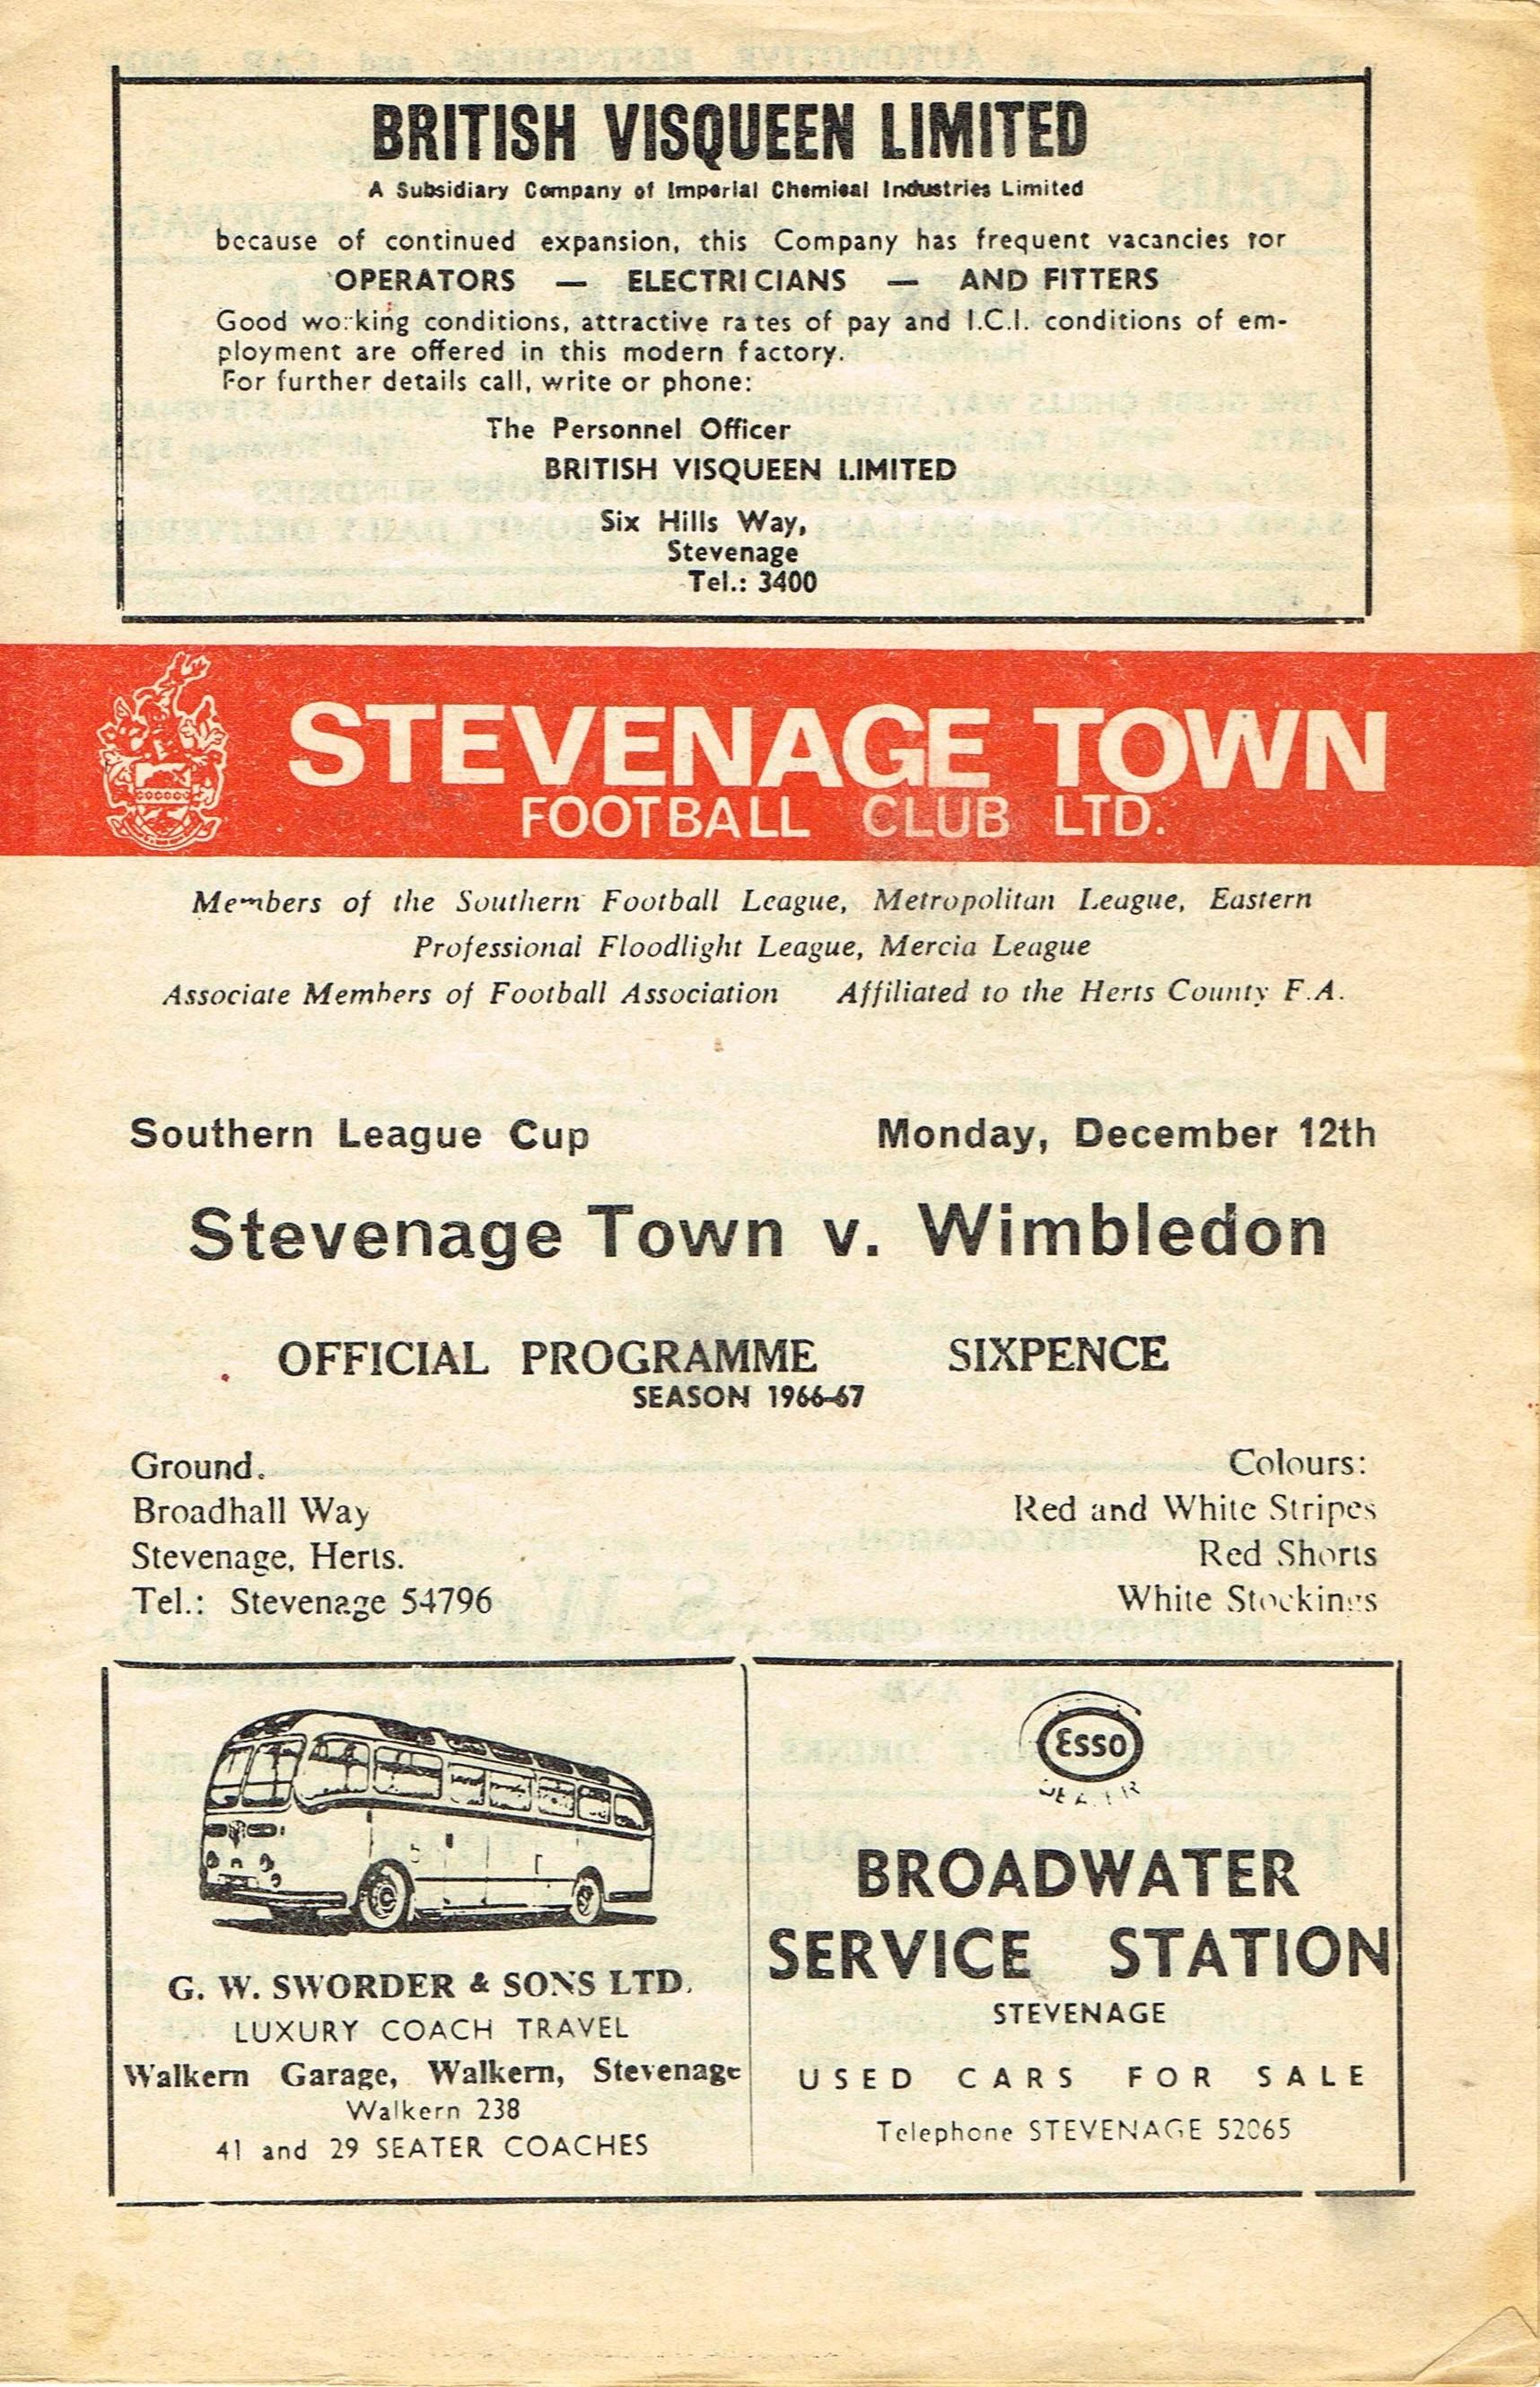 BRITISH VISQUEEN LIMITED
A Subsidiary Company of Imperial Chemical Industries Limited
because of continued expansion, this Company has frequent vacancies for
OPERATORS — ELECTRICIANS — AND FITTERS
Good working conditions, attractive rates of pay and I.C.I. conditions of em-
ployment are offered in this modern factory.
For further details call, write or phone:
The Personnel Officer
BRITISH VISQUEEN LIMITED
Six Hills Way,
Stevenage
Tel.: 3400
STEVENAGE TOWN
FOOTBALL CLUB LTD.
Members of the Southern Football League, Metropolitan League, Eastern
Professional Floodlight League, Mercia League
Associate Members of Football Association Affiliated to the Herts County F.A.
Southern League Cup Monday, December 12th
Stevenage Town v. Wimbledon
OFFICIAL PROGRAMME SIXPENCE
SEASON 1966-67
Ground.
Broadhall Way
Stevenage, Herts.
Tel.: Stevenage 54796
Colours:
Red and White Stripes
Red Shorts
White Stockings
G. W. SWORDER & SONS LTD.
LUXURY COACH TRAVEL
Walkern Garage, Walkern, Stevenage
Walkern 238
41 and 29 SEATER COACHES
Esso
DEALER
BROADWATER
SERVICE STATION
STEVENAGE
USED CARS FOR SALE
Telephone STEVENAGE 52065